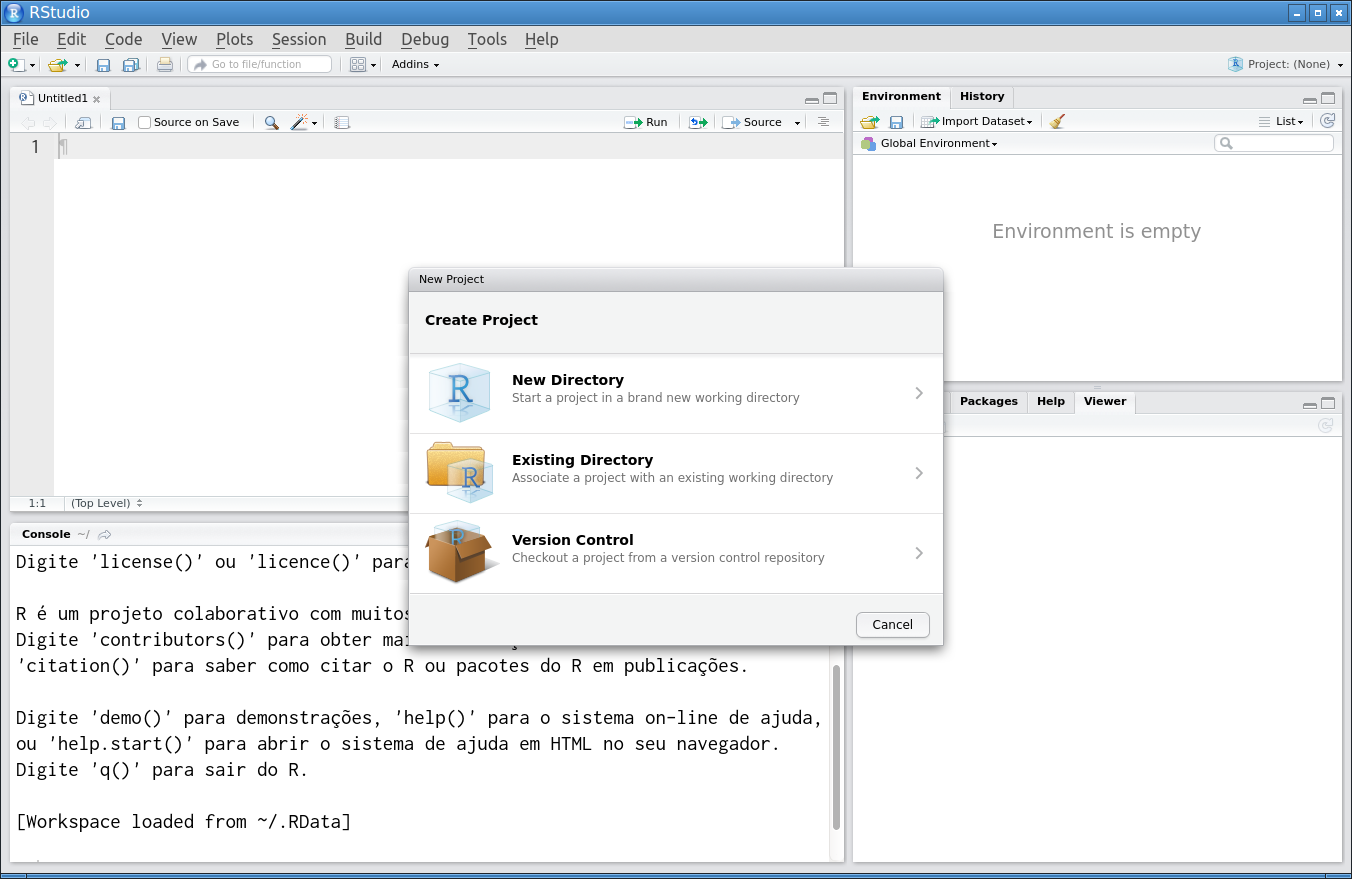 RStudio
File Edit Code View Plots Session Build Debug Tools Help
Go to file/function Addins Project: (None)
Untitled1
Source on Save Run Source
1 ¶
1:1 (Top Level)
Console ~/
Digite 'license()' ou 'licence()' para
R é um projeto colaborativo com muitos
Digite 'contributors()' para obter
'citation()' para saber como citar o R ou pacotes do R em publicações.
Digite 'demo()' para demonstrações, 'help()' para o sistema on-line de ajuda,
ou 'help.start()' para abrir o sistema de ajuda em HTML no seu navegador.
Digite 'q()' para sair do R.
[Workspace loaded from ~/.RData]
Environment History
Import Dataset List
Global Environment
Environment is empty
Packages Help Viewer
New Project
Create Project
R
New Directory
Start a project in a brand new working directory
R
Existing Directory
Associate a project with an existing working directory
R
Version Control
Checkout a project from a version control repository
Cancel